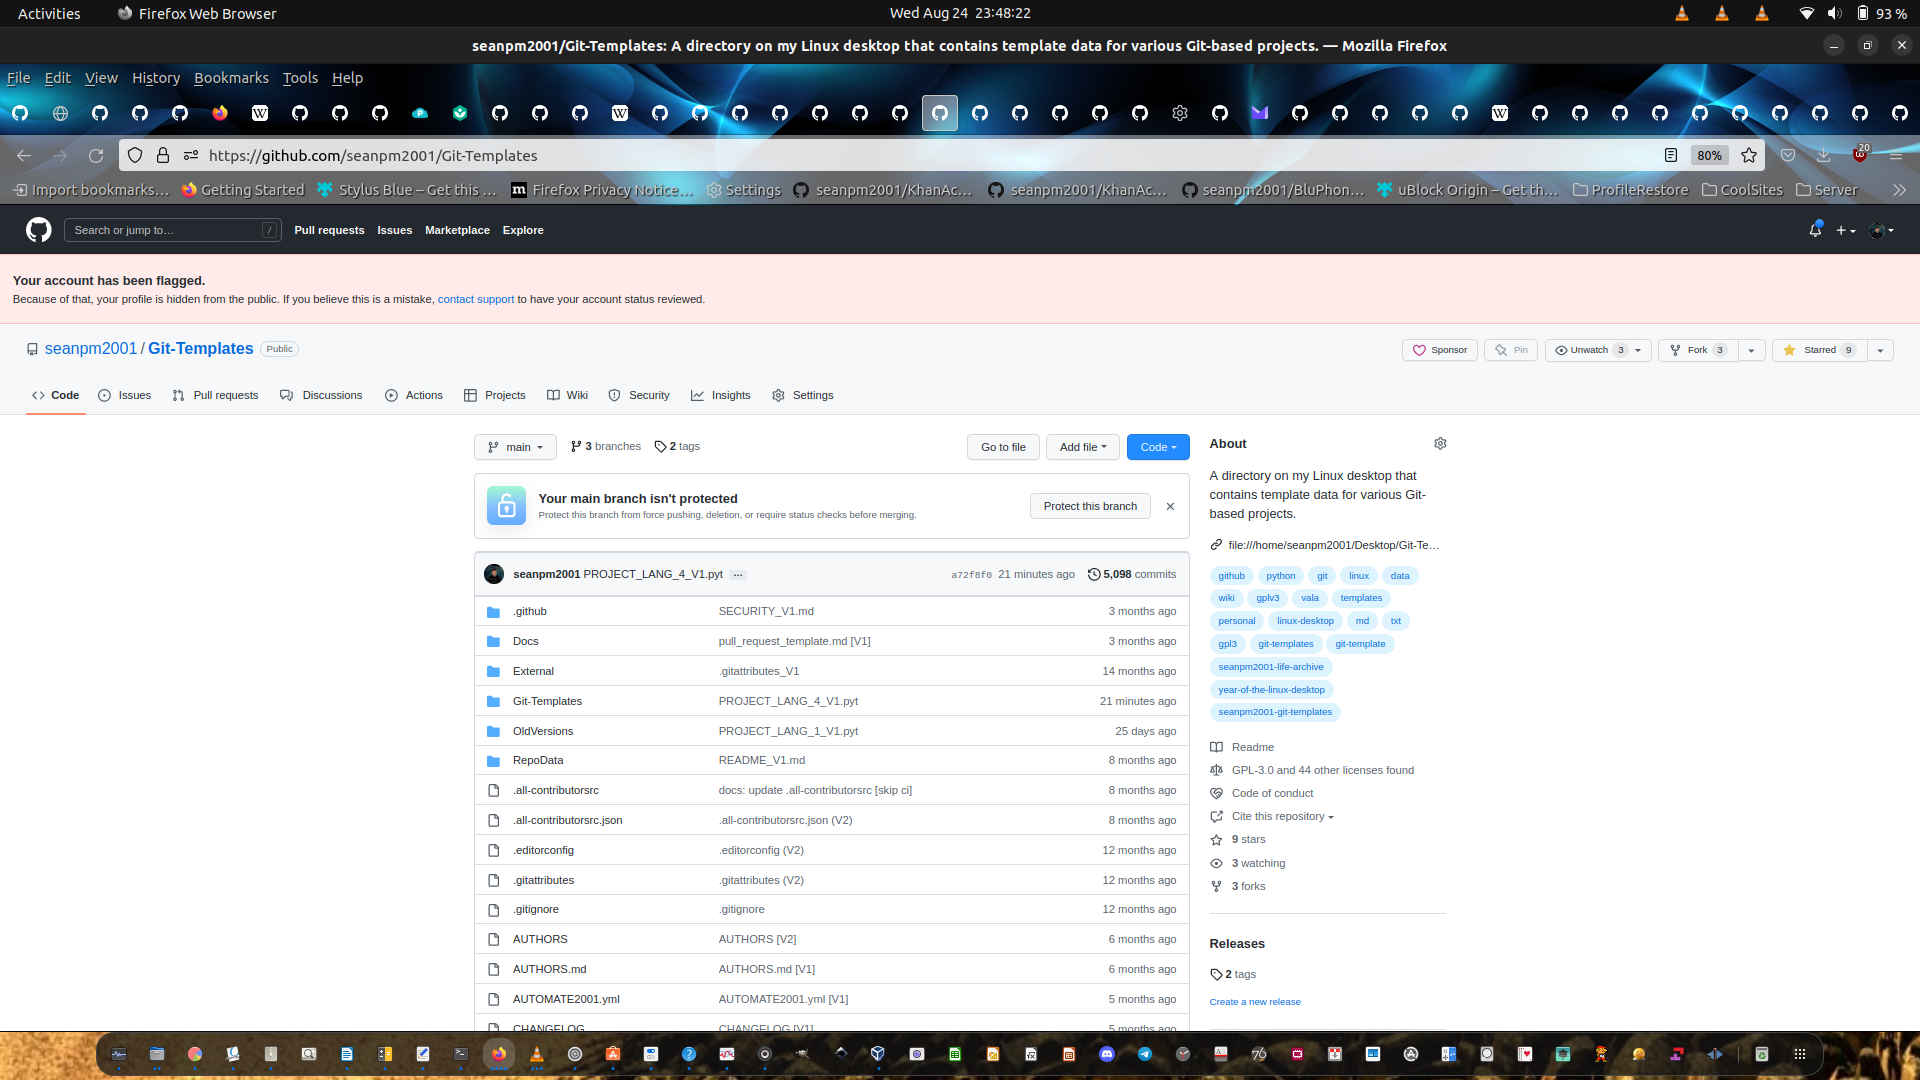 Activities
Firefox Web Browser
Wed Aug 24 23:48:22
93 %
seanpm2001/Git-Templates: A directory on my Linux desktop that contains template data for various Git-based projects. — Mozilla Firefox
File Edit View History Bookmarks Tools Help
https://github.com/seanpm2001/Git-Templates
80%
20
Import bookmarks… Getting Started Stylus Blue – Get this … Firefox Privacy Notice… Settings seanpm2001/KhanAc… seanpm2001/KhanAc… seanpm2001/BluPhon… uBlock Origin – Get th… ProfileRestore CoolSites Server
Search or jump to… /
Pull requests Issues Marketplace Explore
Your account has been flagged.
Because of that, your profile is hidden from the public. If you believe this is a mistake, contact support to have your account status reviewed.
seanpm2001 / Git-Templates Public
Sponsor Pin Unwatch 3 Fork 3 Starred 9
Code Issues Pull requests Discussions Actions Projects Wiki Security Insights Settings
main 3 branches 2 tags
Go to file Add file Code
Your main branch isn't protected
Protect this branch from force pushing, deletion, or require status checks before merging.
Protect this branch
seanpm2001 PROJECT_LANG_4_V1.pyt ... a72f8f0 21 minutes ago 5,098 commits
.github SECURITY_V1.md 3 months ago
Docs pull_request_template.md [V1] 3 months ago
External .gitattributes_V1 14 months ago
Git-Templates PROJECT_LANG_4_V1.pyt 21 minutes ago
OldVersions PROJECT_LANG_1_V1.pyt 25 days ago
RepoData README_V1.md 8 months ago
.all-contributorsrc docs: update .all-contributorsrc [skip ci] 8 months ago
.all-contributorsrc.json .all-contributorsrc.json (V2) 8 months ago
.editorconfig .editorconfig (V2) 12 months ago
.gitattributes .gitattributes (V2) 12 months ago
.gitignore .gitignore 12 months ago
AUTHORS AUTHORS [V2] 6 months ago
AUTHORS.md AUTHORS.md [V1] 6 months ago
AUTOMATE2001.yml AUTOMATE2001.yml [V1] 5 months ago
CHANGELOG CHANGELOG [V1] 5 months ago
About
A directory on my Linux desktop that
contains template data for various Git-
based projects.
file:///home/seanpm2001/Desktop/Git-Te…
github python git linux data
wiki gplv3 vala templates
personal linux-desktop md txt
gpl3 git-templates git-template
seanpm2001-life-archive
year-of-the-linux-desktop
seanpm2001-git-templates
Readme
GPL-3.0 and 44 other licenses found
Code of conduct
Cite this repository
9 stars
3 watching
3 forks
Releases
2 tags
Create a new release